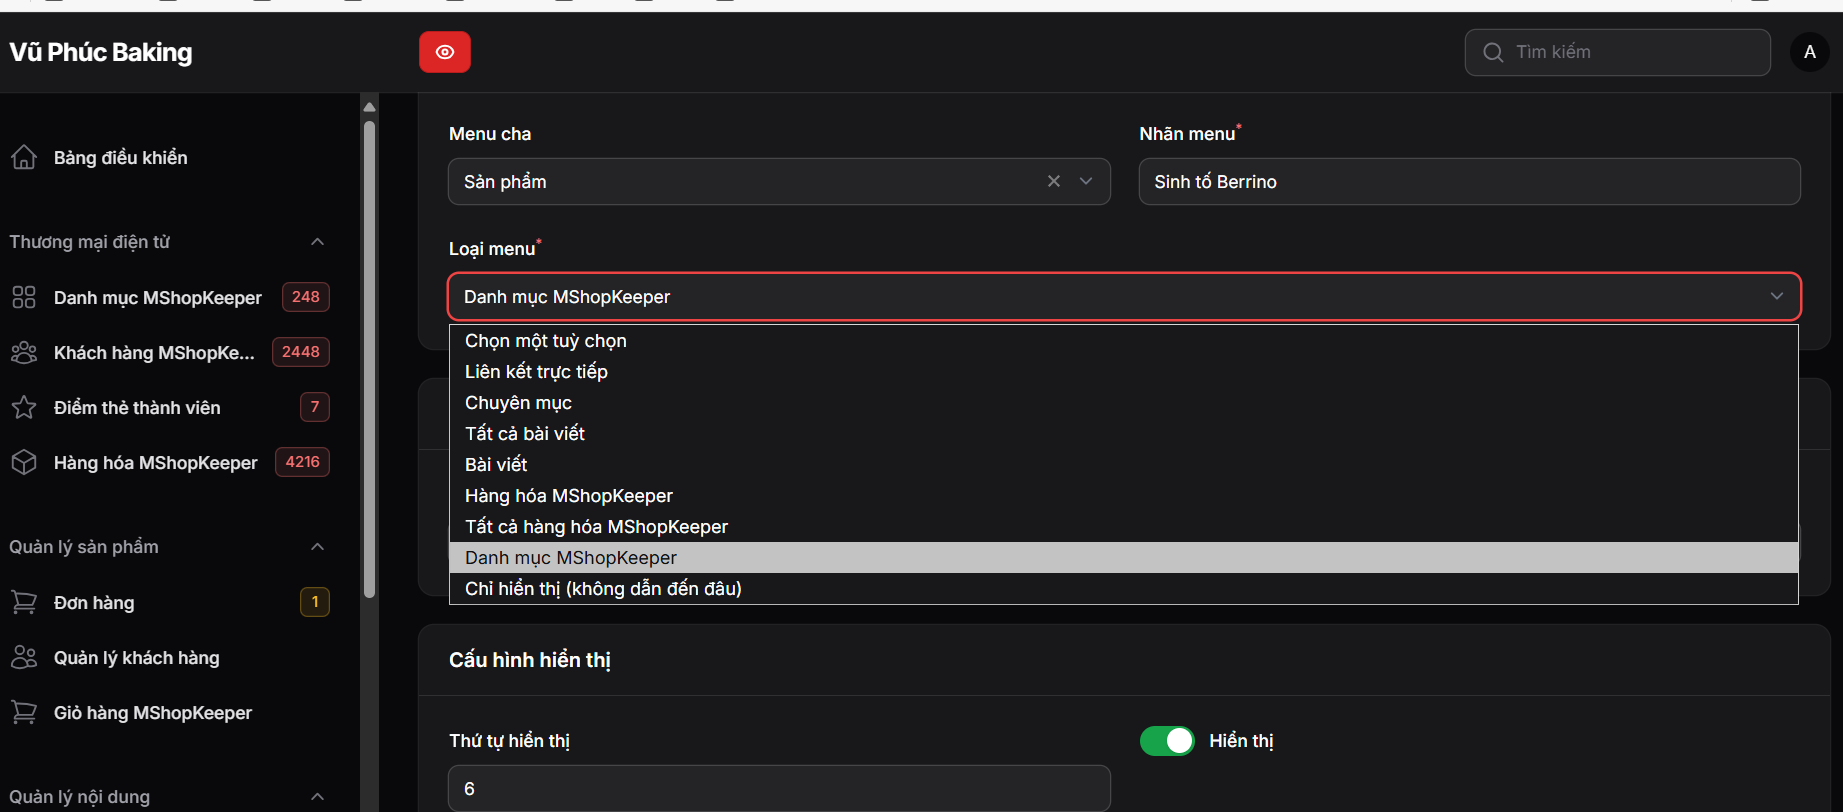 Vũ Phúc Baking
Tìm kiếm
A
Bảng điều khiển
Thương mại điện tử
Danh mục MShopKeeper 248
Khách hàng MShopKe... 2448
Điểm thẻ thành viên 7
Hàng hóa MShopKeeper 4216
Quản lý sản phẩm
Đơn hàng 1
Quản lý khách hàng
Giỏ hàng MShopKeeper
Quản lý nội dung
Menu cha
Sản phẩm
Nhãn menu*
Sinh tố Berrino
Loại menu*
Danh mục MShopKeeper
Chọn một tuỳ chọn
Liên kết trực tiếp
Chuyên mục
Tất cả bài viết
Bài viết
Hàng hóa MShopKeeper
Tất cả hàng hóa MShopKeeper
Danh mục MShopKeeper
Chỉ hiển thị (không dẫn đến đâu)
Cấu hình hiển thị
Thứ tự hiển thị
6
Hiển thị